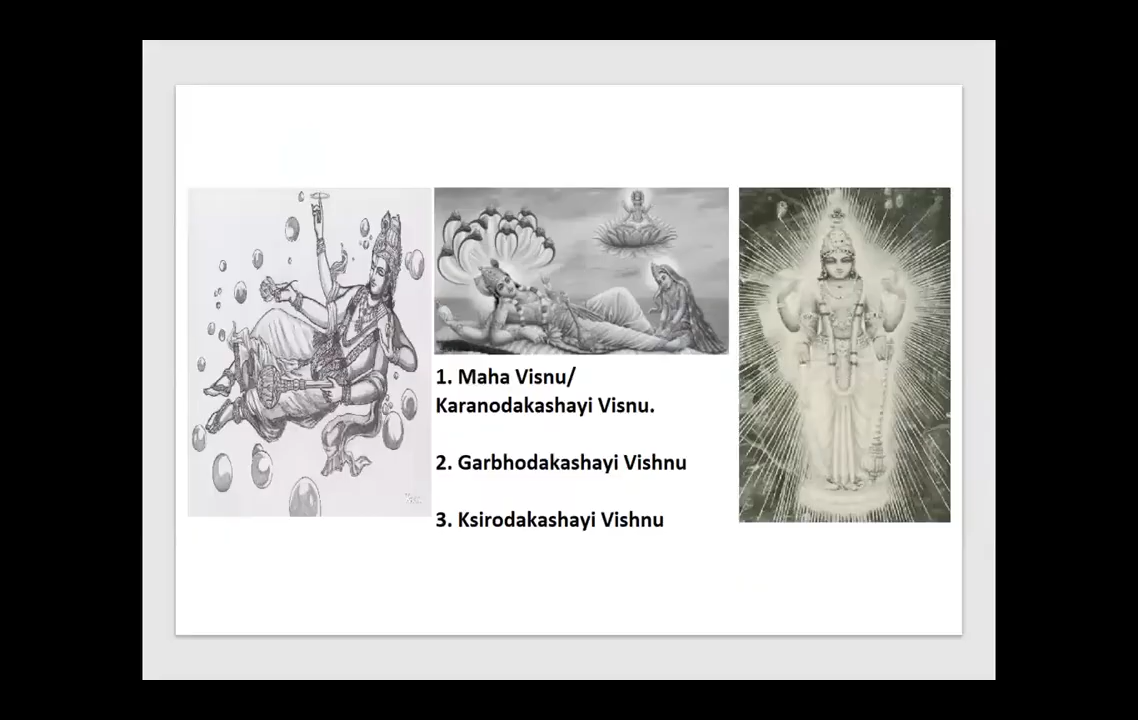 1. Maha Visnu/
Karanodakashayi Visnu.
2. Garbhodakashayi Vishnu
3. Ksirodakashayi Vishnu